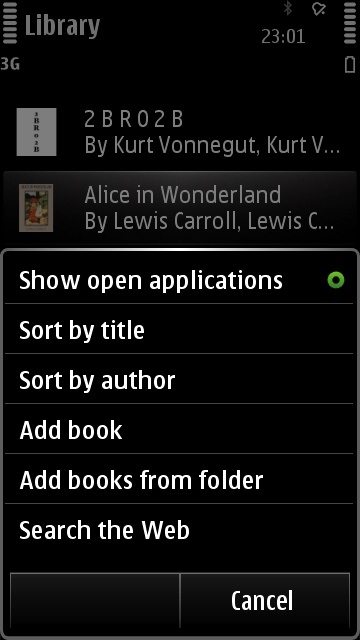 Library
23:01
3G
2 B R 0 2 B
By Kurt Vonnegut, Kurt V...
Alice in Wonderland
By Lewis Carroll, Lewis C...
Show open applications
Sort by title
Sort by author
Add book
Add books from folder
Search the Web
Cancel